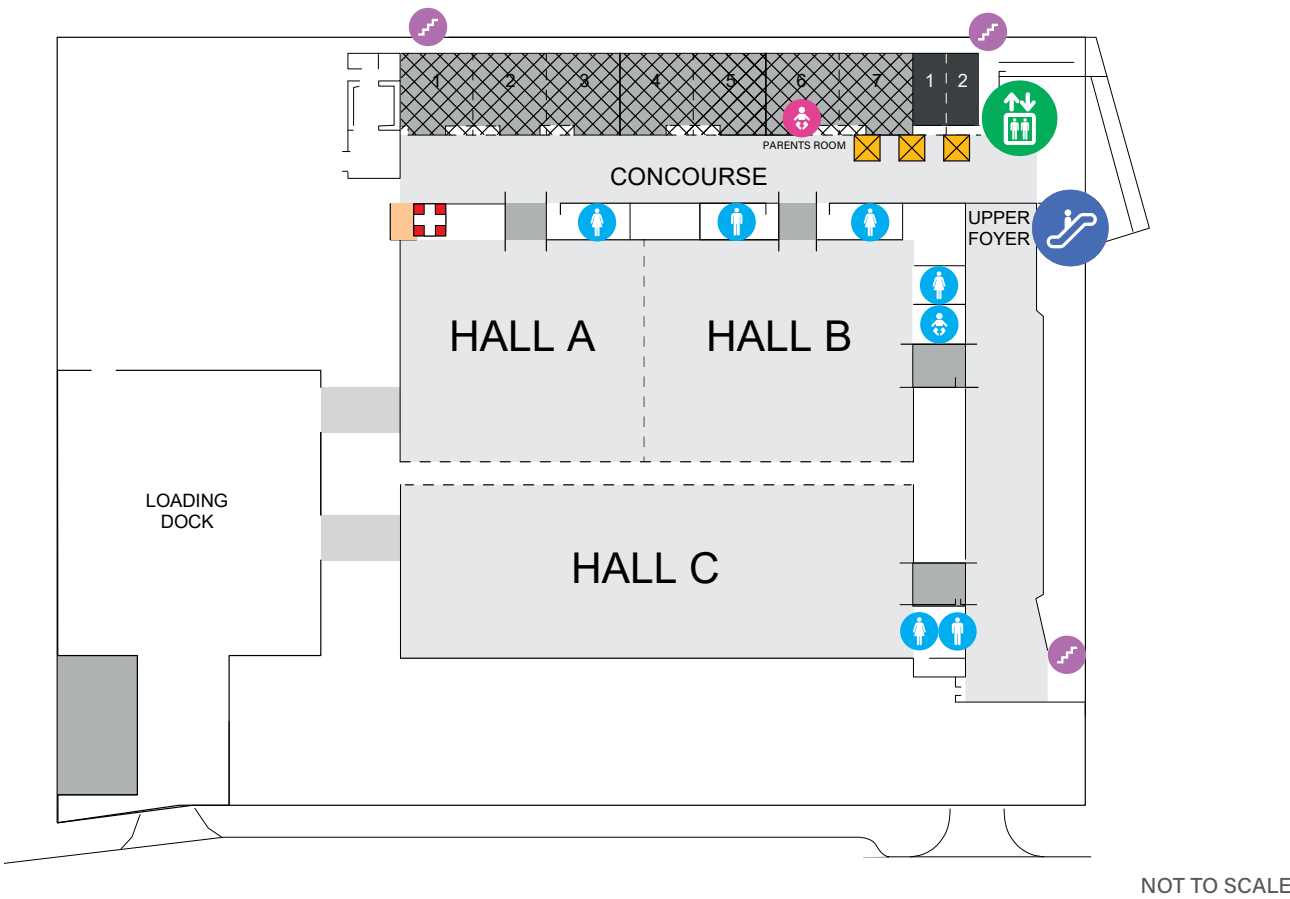 1 2 3 4 5 6 7 1 2
PARENTS ROOM
CONCOURSE
UPPER
FOYER
HALL A
HALL B
LOADING
DOCK
HALL C
NOT TO SCALE